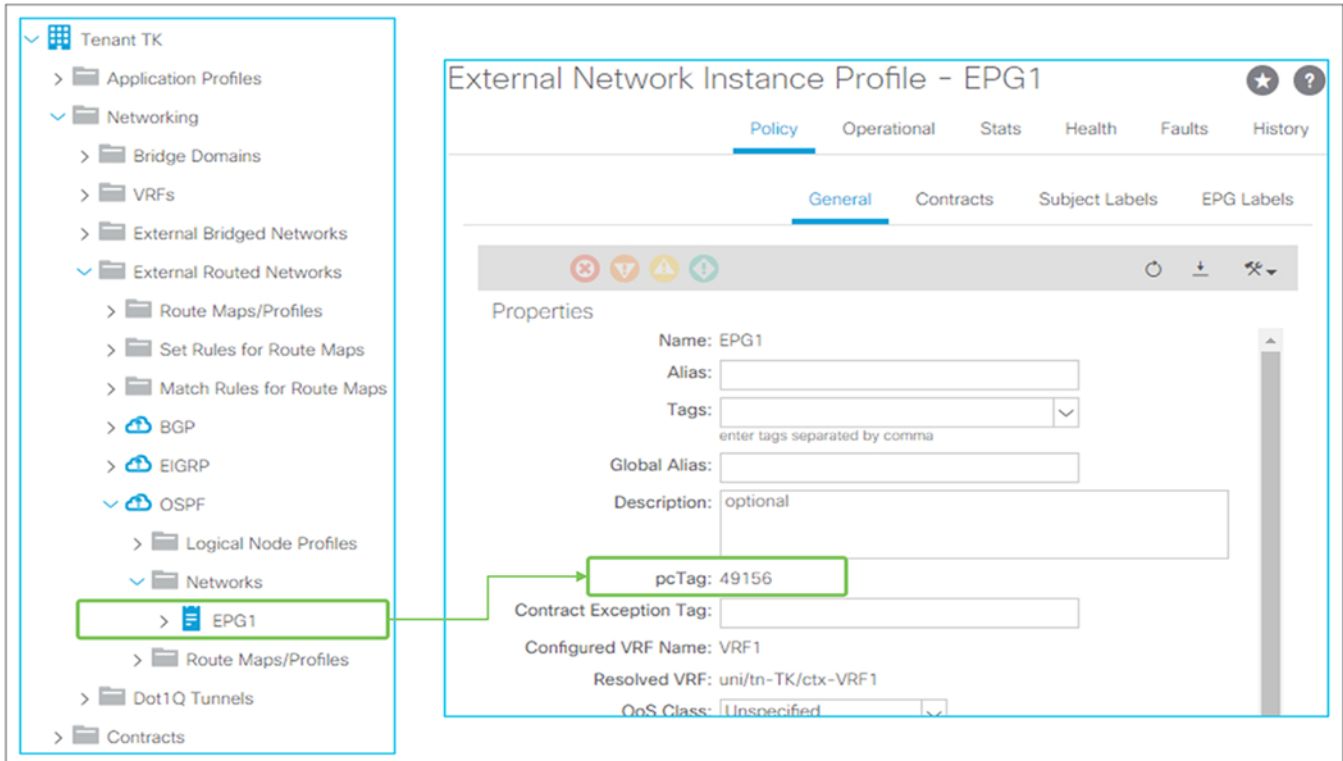 Tenant TK
Application Profiles
Networking
Bridge Domains
VRFs
External Bridged Networks
External Routed Networks
Route Maps/Profiles
Set Rules for Route Maps
Match Rules for Route Maps
BGP
EIGRP
OSPF
Logical Node Profiles
Networks
EPG1
Route Maps/Profiles
Dot1Q Tunnels
Contracts
External Network Instance Profile - EPG1
Policy Operational Stats Health Faults History
General Contracts Subject Labels EPG Labels
Properties
Name: EPG1
Alias:
Tags:
enter tags separated by comma
Global Alias:
Description: optional
pcTag: 49156
Contract Exception Tag:
Configured VRF Name: VRF1
Resolved VRF: uni/tn-TK/ctx-VRF1
QoS Class: Unspecified